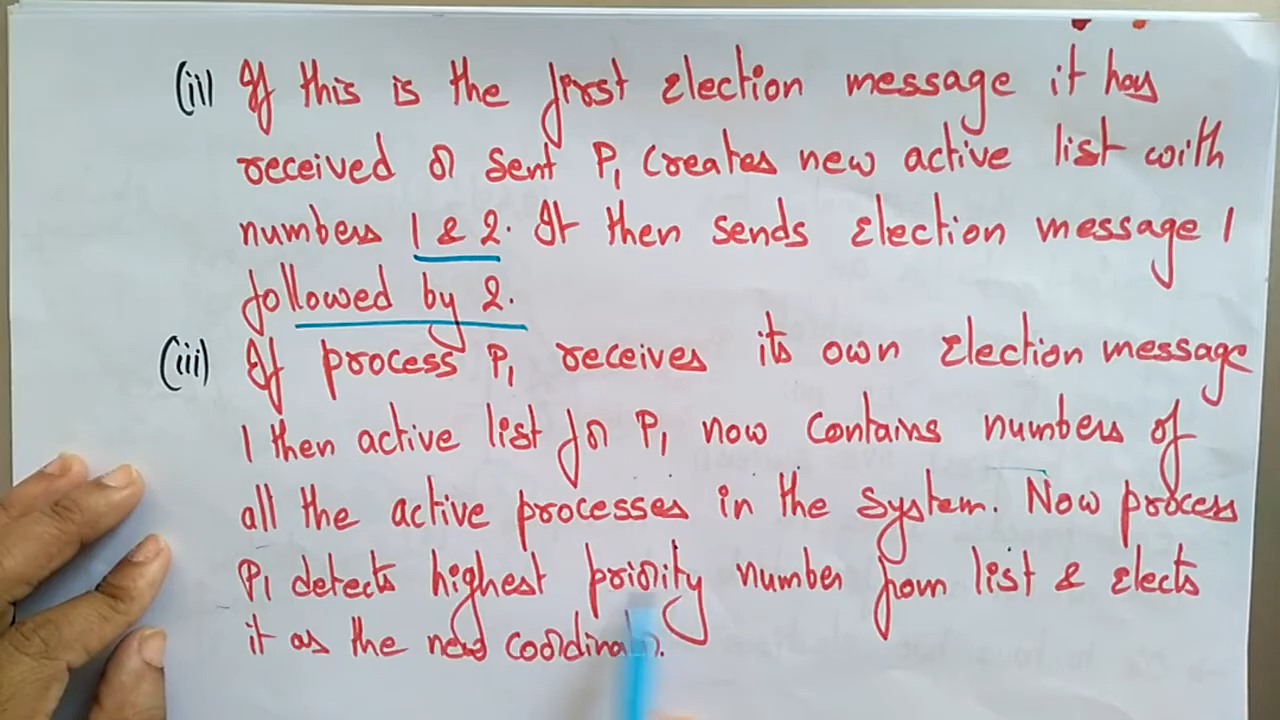 (ii) If this is the first election message it has
received or sent P1 creates new active list with
numbers 1 & 2. It then sends election message 1
followed by 2.
(iii) If process P1 receives its own election message
1 then active list for P1 now contains numbers of
all the active processes in the system. Now process
P1 detects highest priority number from list & elects
it as the new coordinator.